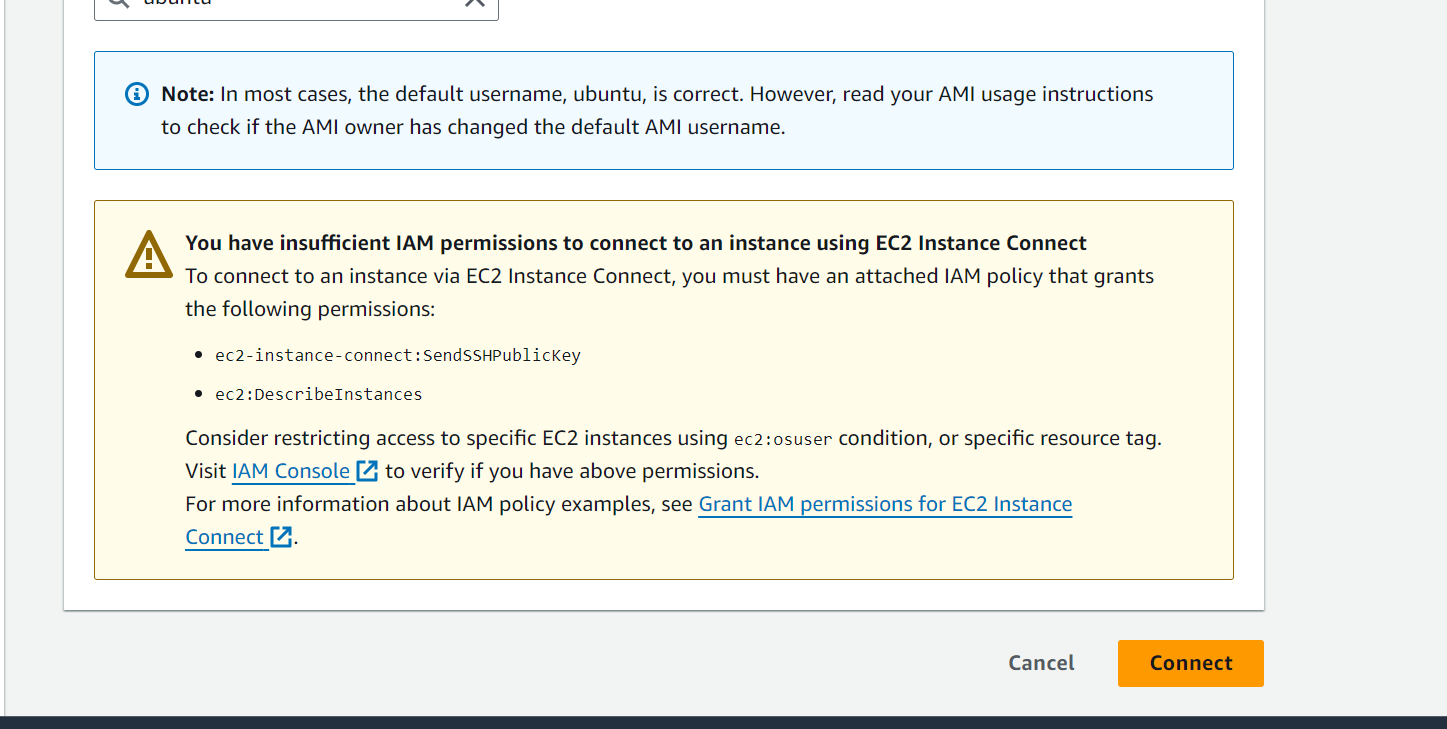 ubuntu
Note: In most cases, the default username, ubuntu, is correct. However, read your AMI usage instructions
to check if the AMI owner has changed the default AMI username.
You have insufficient IAM permissions to connect to an instance using EC2 Instance Connect
To connect to an instance via EC2 Instance Connect, you must have an attached IAM policy that grants
the following permissions:
• ec2-instance-connect:SendSSHPublicKey
• ec2:DescribeInstances
Consider restricting access to specific EC2 instances using ec2:osuser condition, or specific resource tag.
Visit IAM Console to verify if you have above permissions.
For more information about IAM policy examples, see Grant IAM permissions for EC2 Instance
Connect.
Cancel
Connect